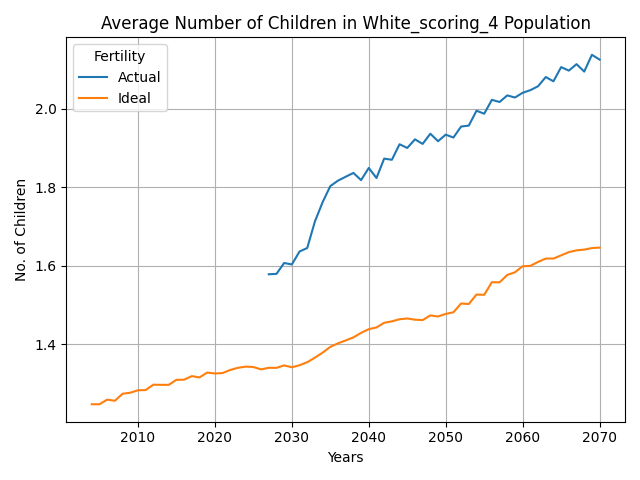 Average Number of Children in White_scoring_4 Population
Fertility
Actual
Ideal
No. of Children
2.0
1.8
1.6
1.4
2010 2020 2030 2040 2050 2060 2070
Years